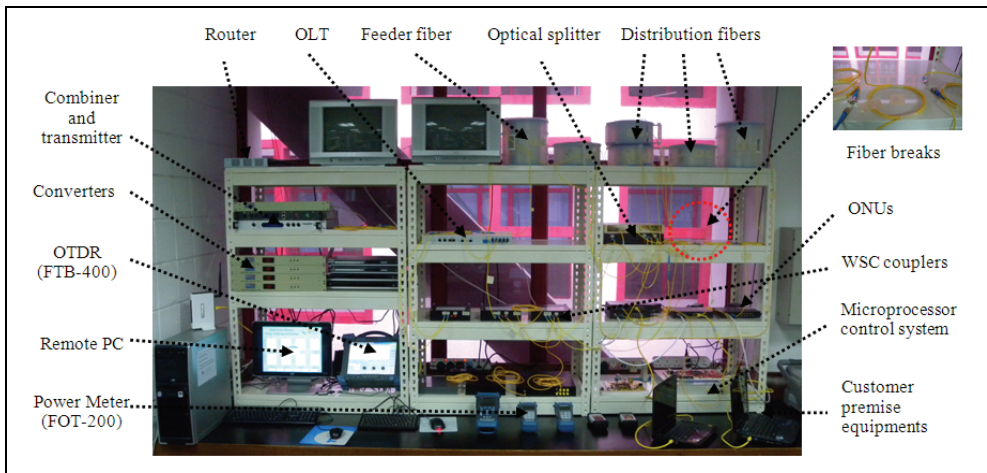 Router
OLT
Feeder fiber
Optical splitter
Distribution fibers
Combiner
and
transmitter
Fiber breaks
Converters
ONUs
OTDR
(FTB-400)
WSC couplers
Microprocessor
control system
Remote PC
Power Meter
(FOT-200)
Customer
premise
equipments